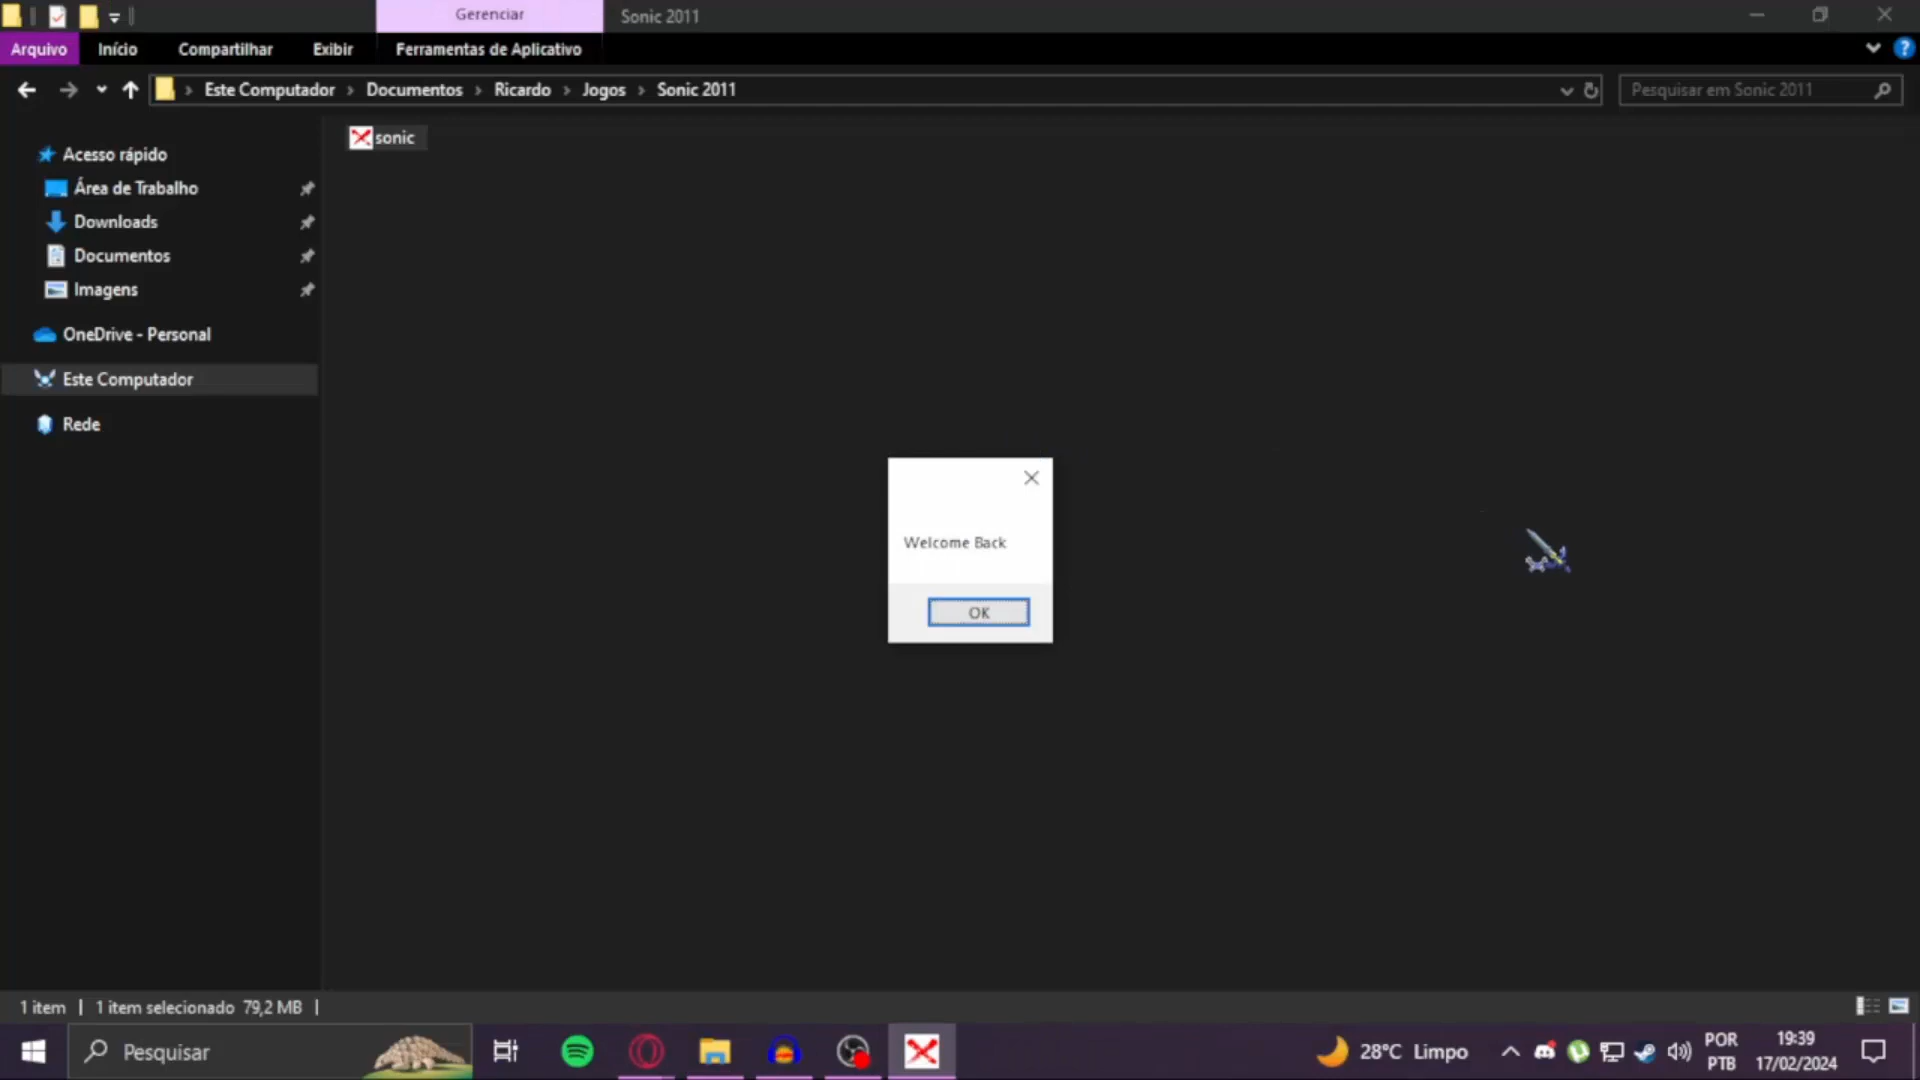 Gerenciar
Sonic 2011
Arquivo
Início
Compartilhar
Exibir
Ferramentas de Aplicativo
Este Computador
Documentos
Ricardo
Jogos
Sonic 2011
Pesquisar em Sonic 2011
Acesso rápido
Área de Trabalho
Downloads
Documentos
Imagens
OneDrive - Personal
Este Computador
Rede
sonic
Welcome Back
OK
1 item
1 item selecionado 79,2 MB
Pesquisar
28°C Limpo
POR
PTB
19:39
17/02/2024